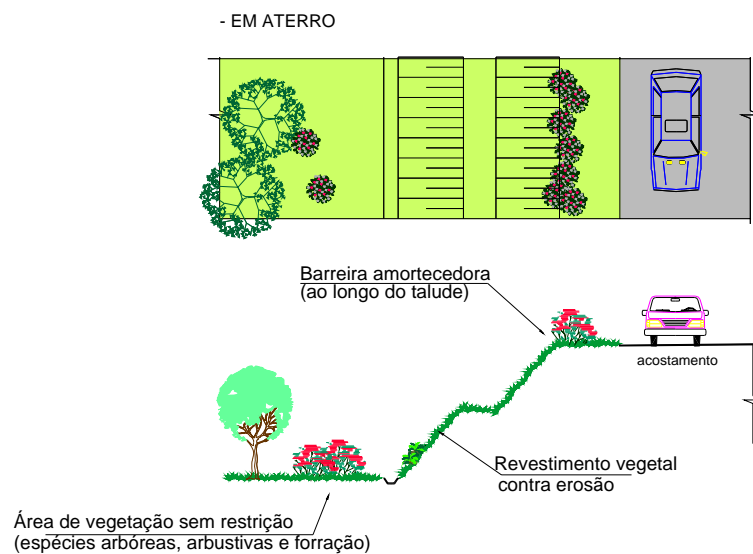 - EM ATERRO
Barreira amortecedora
(ao longo do talude)
acostamento
Revestimento vegetal
contra erosão
Área de vegetação sem restrição
(espécies arbóreas, arbustivas e forração)